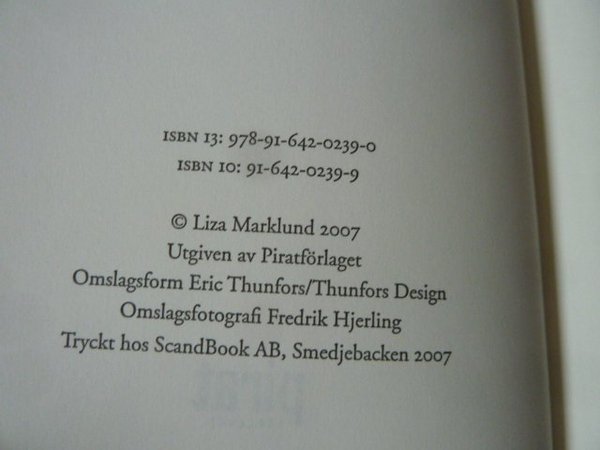 ISBN 13: 978-91-642-0239-0
ISBN 10: 91-642-0239-9
© Liza Marklund 2007
Utgiven av Piratförlaget
Omslagsform Eric Thunfors/Thunfors Design
Omslagsfotografi Fredrik Hjerling
Tryckt hos ScandBook AB, Smedjebacken 2007